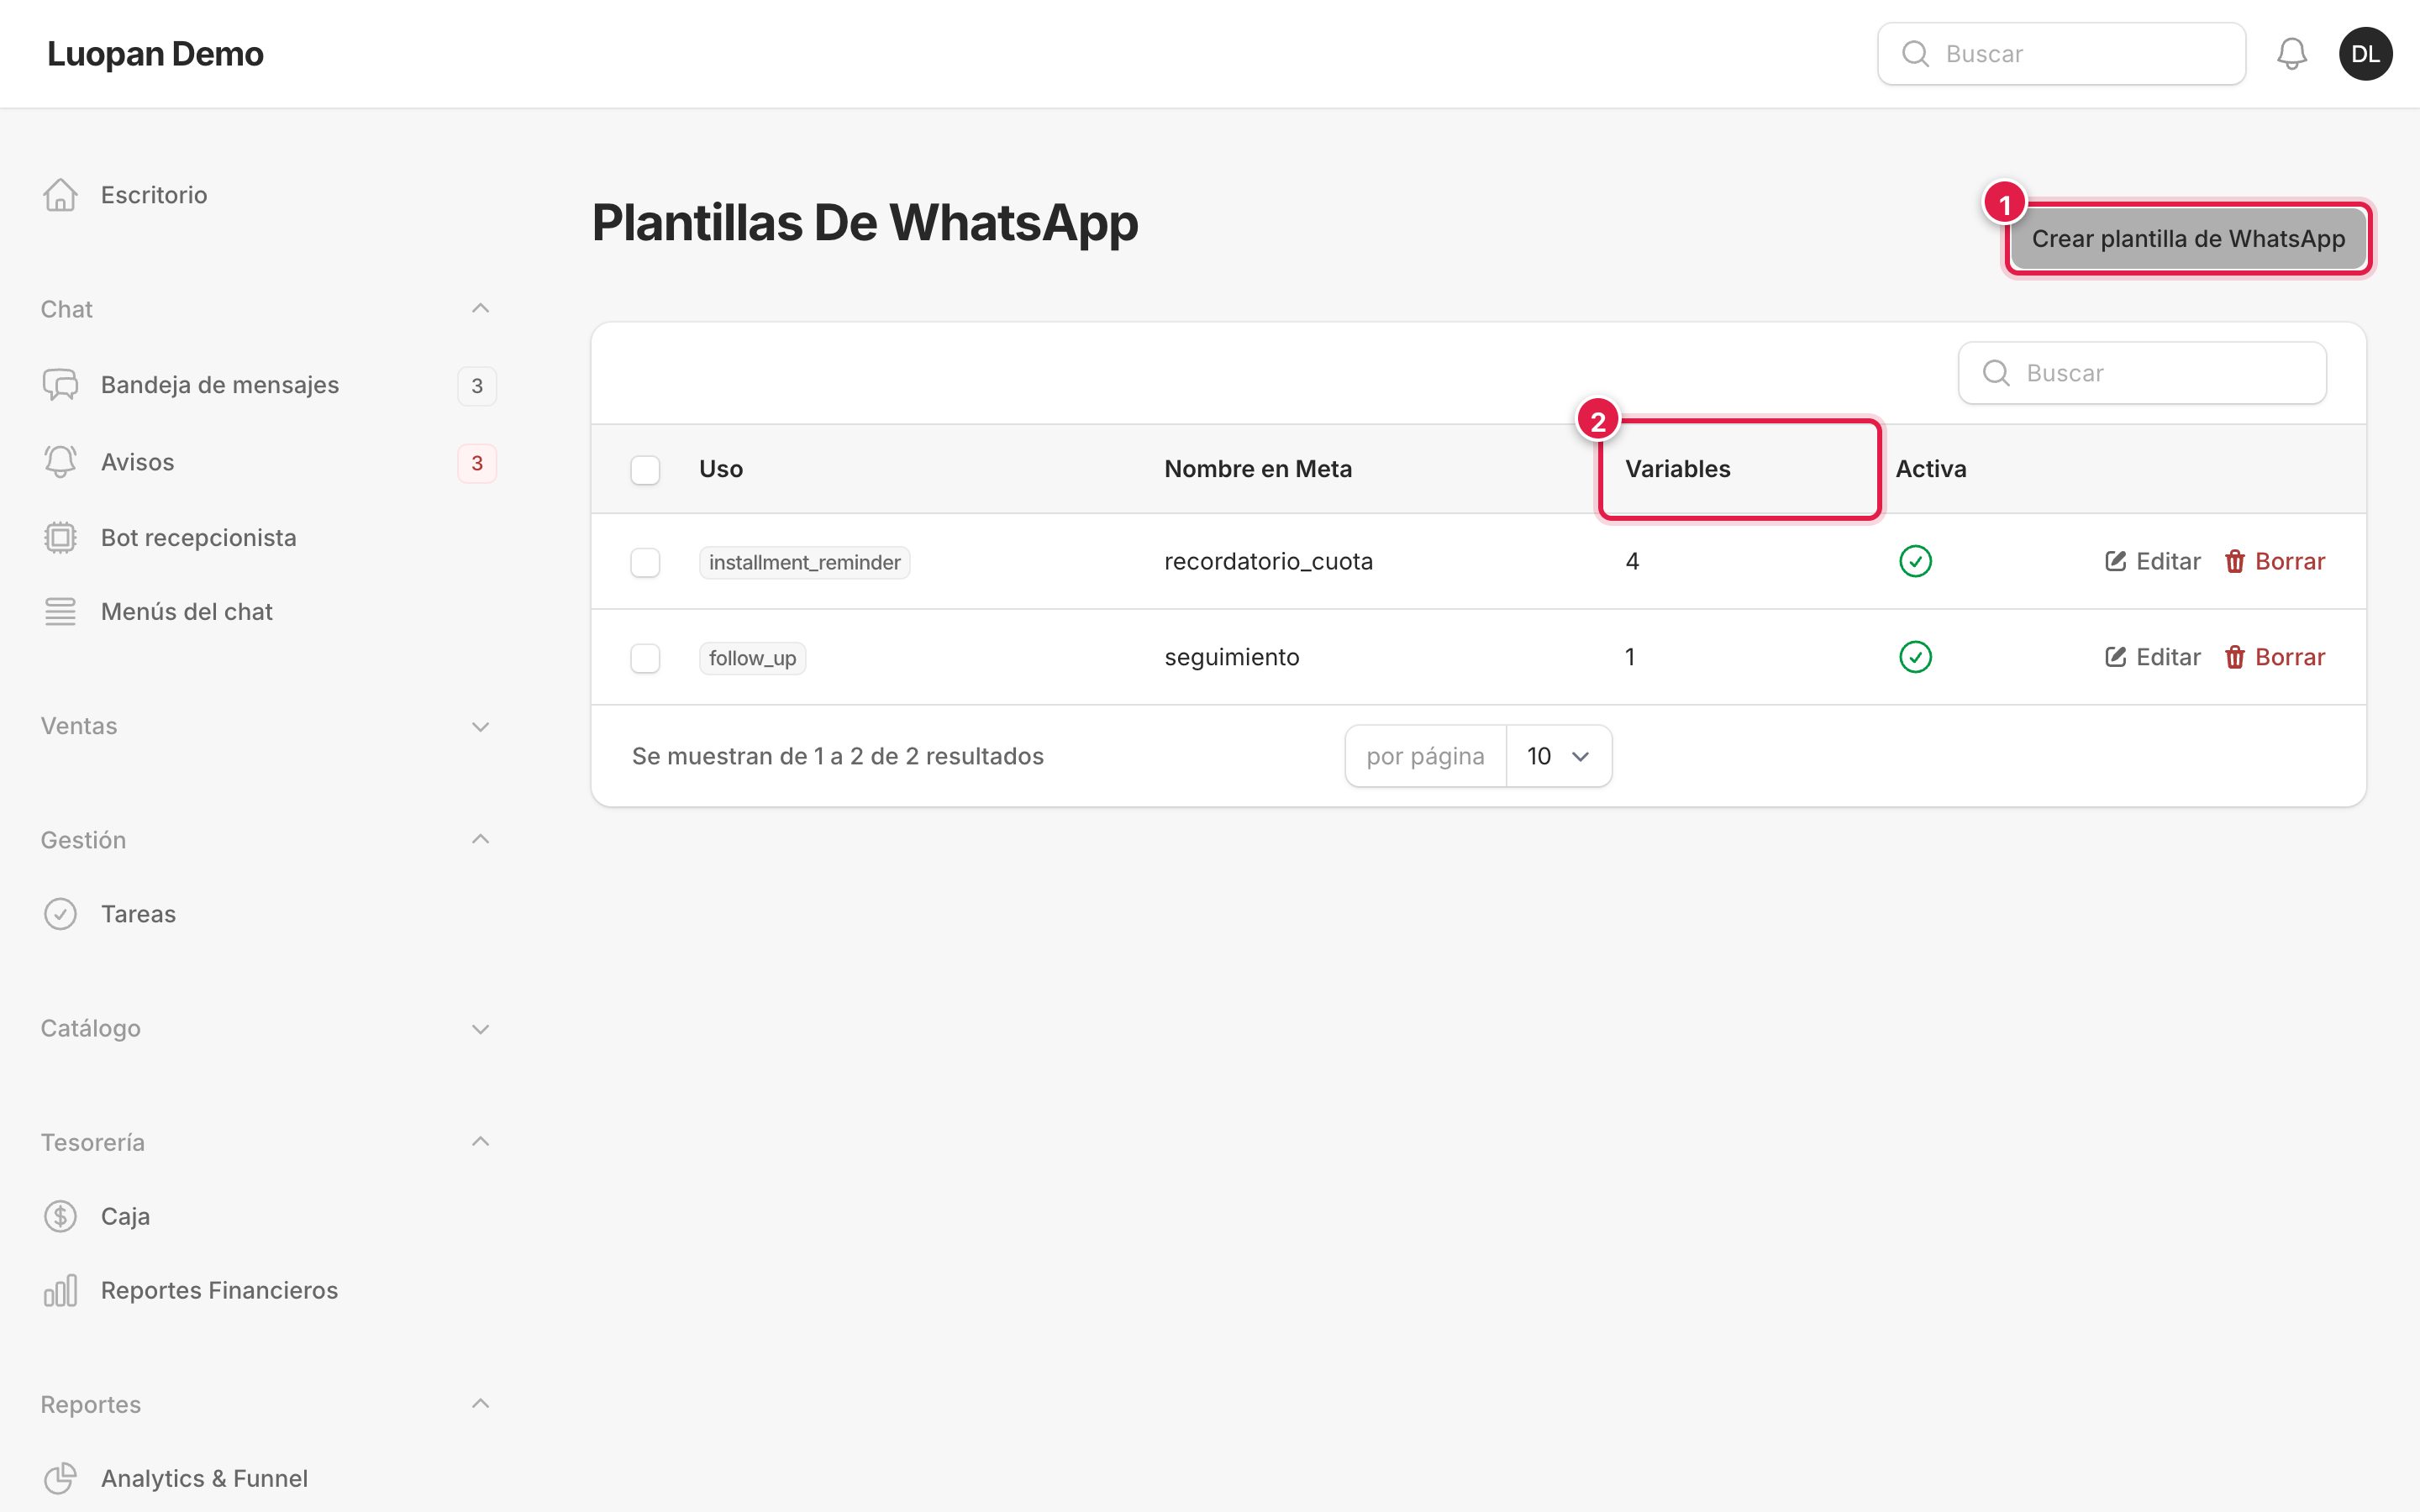 Luopan Demo
Buscar
DL
Escritorio
Chat
Bandeja de mensajes 3
Avisos 3
Bot recepcionista
Menús del chat
Ventas
Gestión
Tareas
Catálogo
Tesorería
Caja
Reportes Financieros
Reportes
Analytics & Funnel
Plantillas De WhatsApp
1
Crear plantilla de WhatsApp
Buscar
2
Uso Nombre en Meta Variables Activa
installment_reminder recordatorio_cuota 4 Editar Borrar
follow_up seguimiento 1 Editar Borrar
Se muestran de 1 a 2 de 2 resultados por página 10